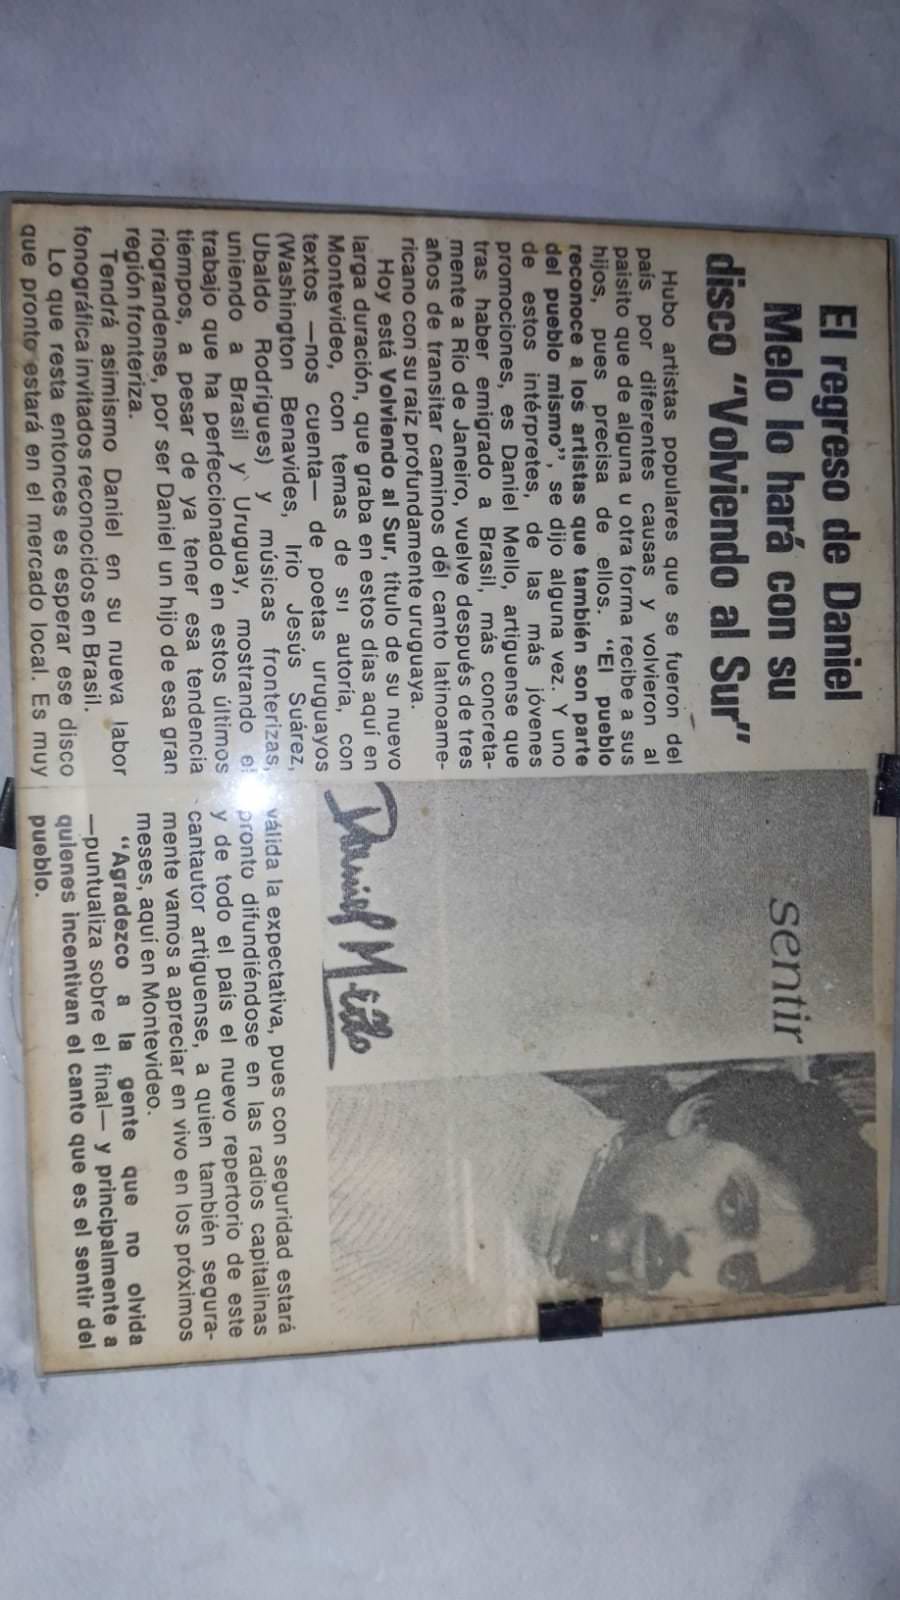 El regreso de Daniel
Melo lo hará con su
disco "Volviendo al Sur"
Hubo artistas populares que se fueron del
país por diferentes causas y volvieron al
paisito que de alguna u otra forma recibe a sus
hijos, pues precisa de ellos. "El pueblo
reconoce a los artistas que también son parte
del pueblo mismo", se dijo alguna vez. Y uno
de estos intérpretes, de las más jóvenes
promociones, es Daniel Mello, artiguense que
tras haber emigrado a Brasil, más concreta-
mente a Río de Janeiro, vuelve después de tres
años de transitar caminos del canto latinoame-
ricano con su raíz profundamente uruguaya.
Hoy está Volviendo al Sur, título de su nuevo
larga duración, que graba en estos días aquí en
Montevideo, con temas de su autoría, con
textos —nos cuenta— de poetas uruguayos
(Washington Benavides, Irio Jesús Suárez,
Ubaldo Rodrigues) y músicas fronterizas,
uniendo a Brasil y Uruguay, mostrando el
trabajo que ha perfeccionado en estos últimos
tiempos, a pesar de ya tener esa tendencia
riograndense, por ser Daniel un hijo de esa gran
región fronteriza.
Tendrá asimismo Daniel en su nueva labor
fonográfica invitados reconocidos en Brasil.
Lo que resta entonces es esperar ese disco
que pronto estará en el mercado local. Es muy
sentir
Daniel Mello
válida la expectativa, pues con seguridad estará
pronto difundiéndose en las radios capitalinas
y de todo el país el nuevo repertorio de este
cantautor artiguense, a quien también segura-
mente vamos a apreciar en vivo en los próximos
meses, aquí en Montevideo.
"Agradezco a la gente que no olvida
—puntualiza sobre el final— y principalmente a
quienes incentivan el canto que es el sentir del
pueblo.